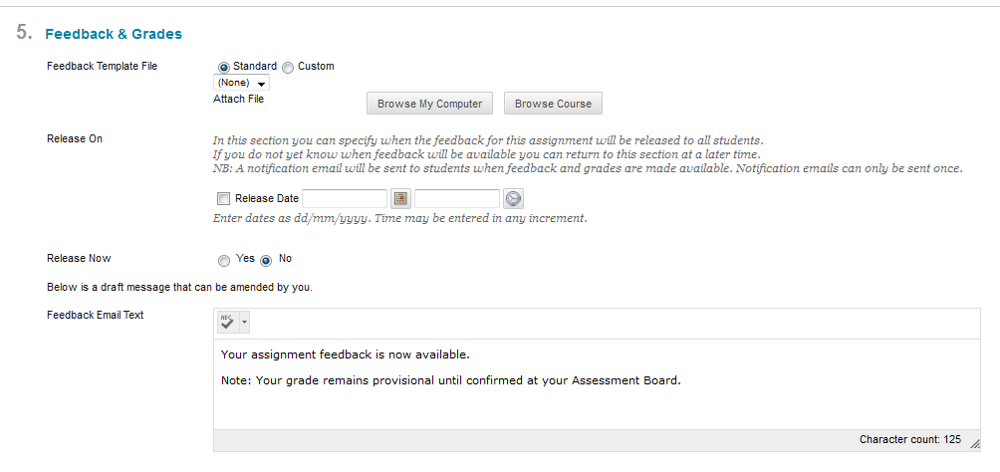 5. Feedback & Grades
Feedback Template File
Standard Custom
(None)
Attach File
Browse My Computer Browse Course
Release On
In this section you can specify when the feedback for this assignment will be released to all students.
If you do not yet know when feedback will be available you can return to this section at a later time.
NB: A notification email will be sent to students when feedback and grades are made available. Notification emails can only be sent once.
Release Date
Enter dates as dd/mm/yyyy. Time may be entered in any increment.
Release Now
Yes No
Below is a draft message that can be amended by you.
Feedback Email Text
ABC
Your assignment feedback is now available.
Note: Your grade remains provisional until confirmed at your Assessment Board.
Character count: 125